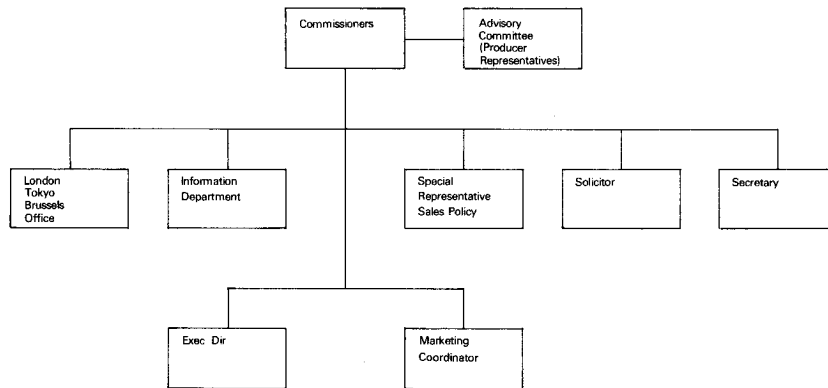 Commissioners
Advisory
Committee
(Producer
Representatives)
London
Tokyo
Brussels
Office
Information
Department
Special
Representative
Sales Policy
Solicitor
Secretary
Exec Dir
Marketing
Coordinator